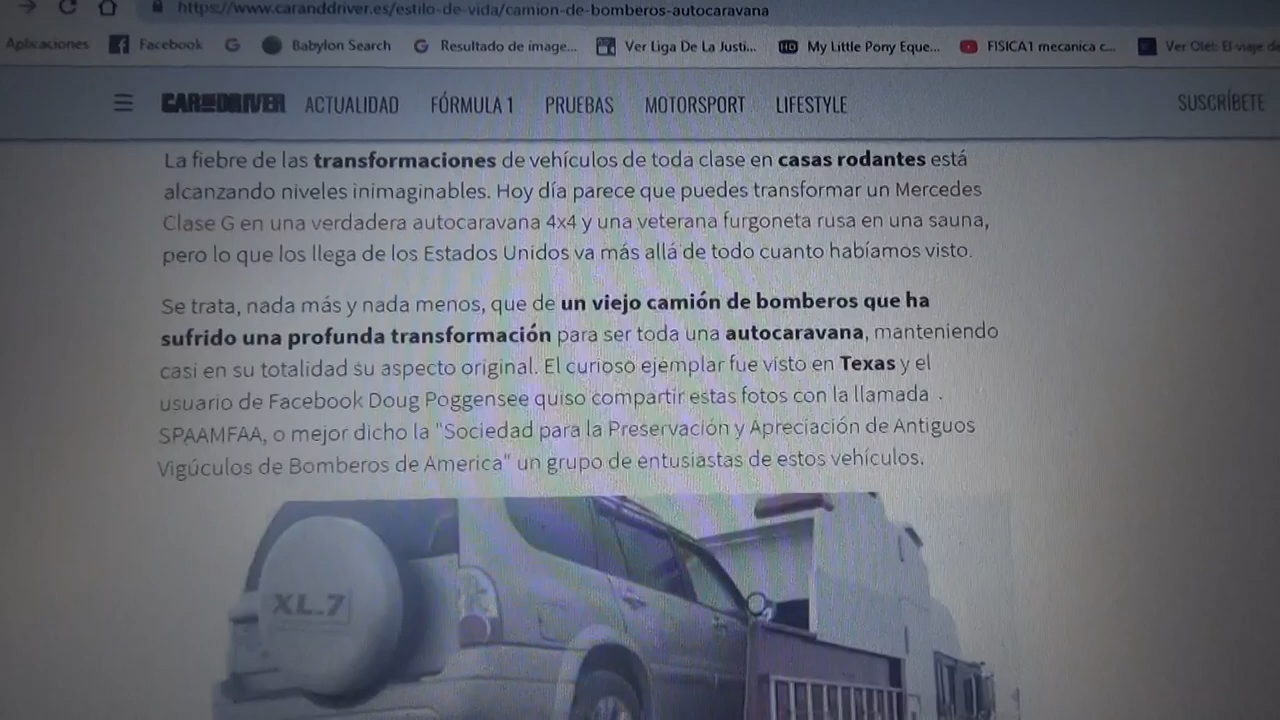 https://www.caranddriver.es/estilo-de-vida/camion-de-bomberos-autocaravana
Aplicaciones Facebook Babylon Search Resultado de image... Ver Liga De La Justi... My Little Pony Eque... FISICA1 mecanica c... Ver Olé: El viaje de
CAR AND DRIVER ACTUALIDAD FÓRMULA 1 PRUEBAS MOTORSPORT LIFESTYLE SUSCRÍBETE
La fiebre de las transformaciones de vehículos de toda clase en casas rodantes está
alcanzando niveles inimaginables. Hoy día parece que puedes transformar un Mercedes
Clase G en una verdadera autocaravana 4x4 y una veterana furgoneta rusa en una sauna,
pero lo que los llega de los Estados Unidos va más allá de todo cuanto habíamos visto.
Se trata, nada más y nada menos, que de un viejo camión de bomberos que ha
sufrido una profunda transformación para ser toda una autocaravana, manteniendo
casi en su totalidad su aspecto original. El curioso ejemplar fue visto en Texas y el
usuario de Facebook Doug Poggensee quiso compartir estas fotos con la llamada
SPAAMFAA, o mejor dicho la "Sociedad para la Preservación y Apreciación de Antiguos
Vigúculos de Bomberos de America" un grupo de entusiastas de estos vehículos.
XL-7